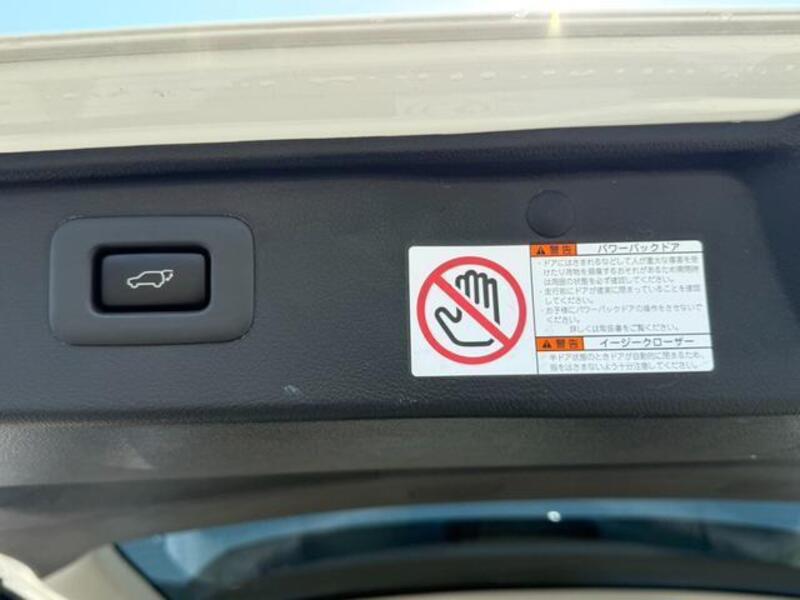 警告 パワーバックドア
・ドアにはさまれるなどして人が重大な傷害を
受けたり荷物を損傷するおそれがあるため開閉時
は周囲の状態を必ず確認してください。
・走行前にドアが確実に閉まっていることを確認
してください。
・お子様にパワーバックドアの操作をさせないで
ください。
詳しくは取扱書をご覧ください。
警告 イージークローザー
半ドア状態のときドアが自動的に閉まるため、
指をはさまないよう十分注意してください。